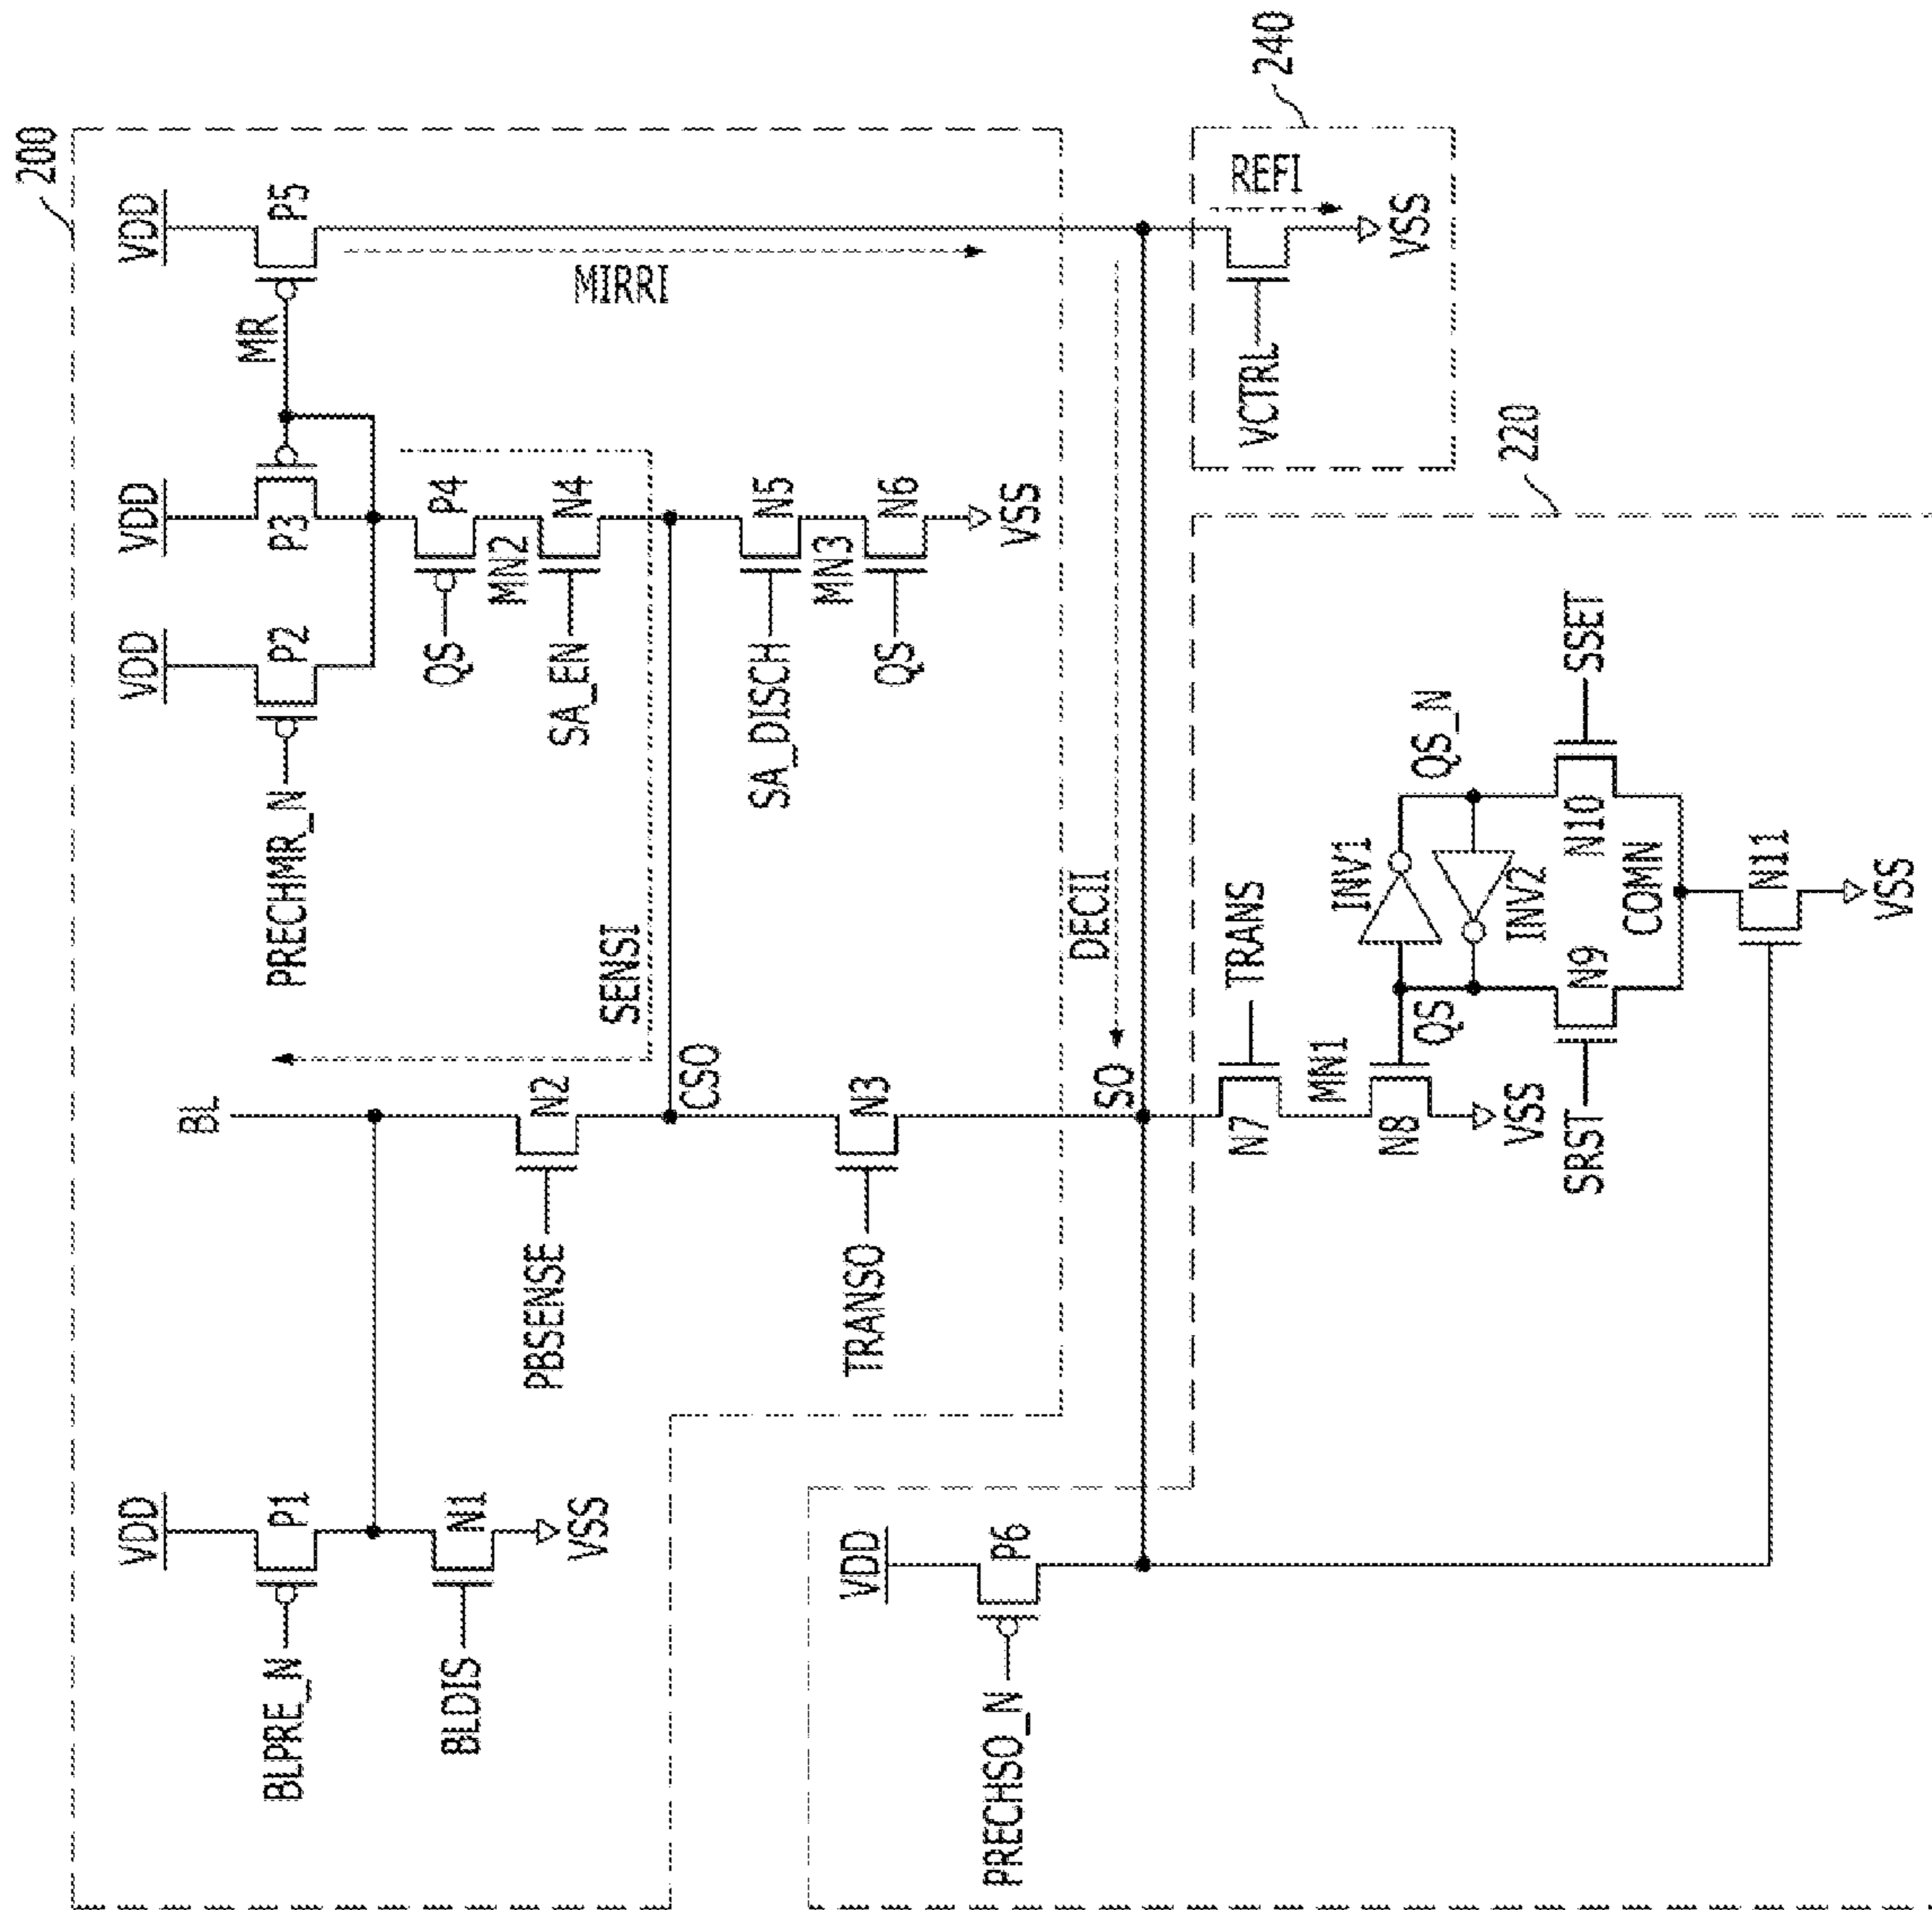 200
BL
VDD
P1
BLPRE_N
N1
BLDIS
VSS
PBSENSE
N2
CSO
TRANSO
N3
SENSI
PRECHMR_N
VDD
P2
VDD
P3
MR
VDD
P5
MIRRI
QS
P4
MN2
SA_EN
N4
SA_DISCH
N5
MN3
QS
N6
VSS
DECII
SO
240
REFI
VCTRL
VSS
220
VDD
P6
PRECHSO_N
N7
TRANS
MN1
N8
VSS
QS
INV1
INV2
QS_N
SRST
N9
N10
SSET
COMN
N11
VSS